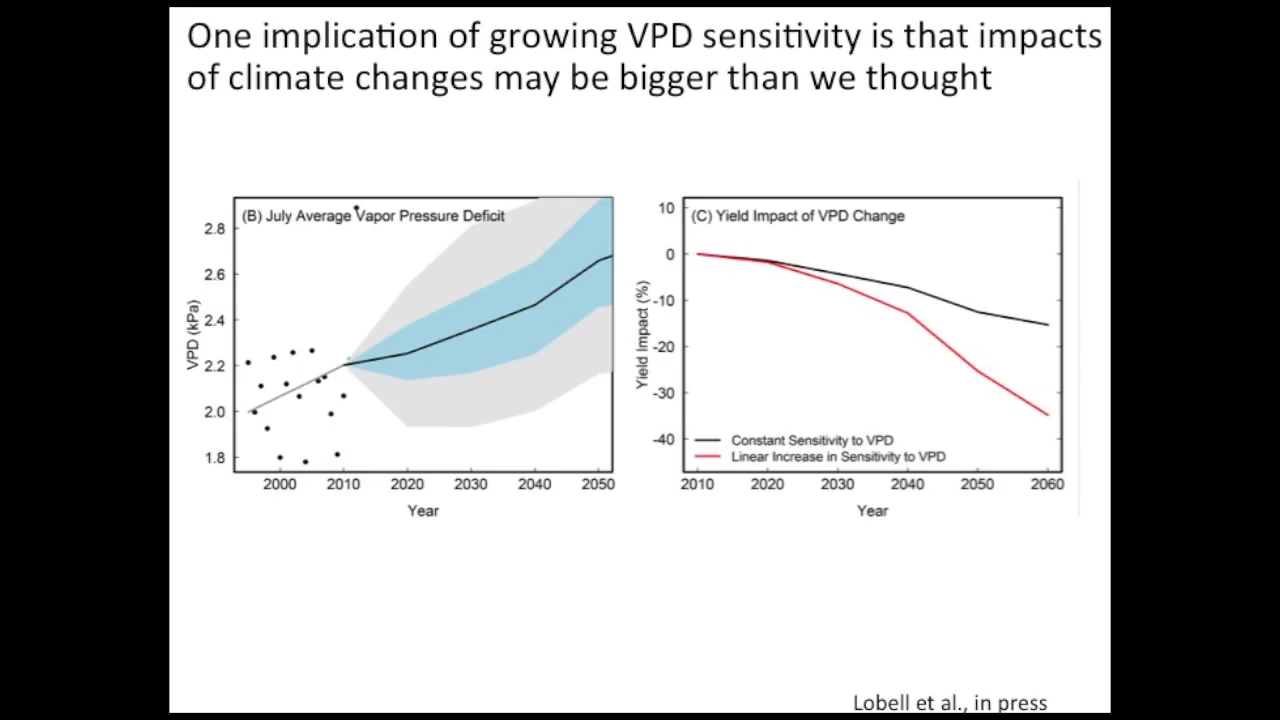 One implication of growing VPD sensitivity is that impacts
of climate changes may be bigger than we thought
(B) July Average Vapor Pressure Deficit
VPD (kPa)
2.8
2.6
2.4
2.2
2.0
1.8
2000 2010 2020 2030 2040 2050
Year
(C) Yield Impact of VPD Change
Yield Impact (%)
10
0
-10
-20
-30
-40
Constant Sensitivity to VPD
Linear Increase in Sensitivity to VPD
2010 2020 2030 2040 2050 2060
Year
Lobell et al., in press